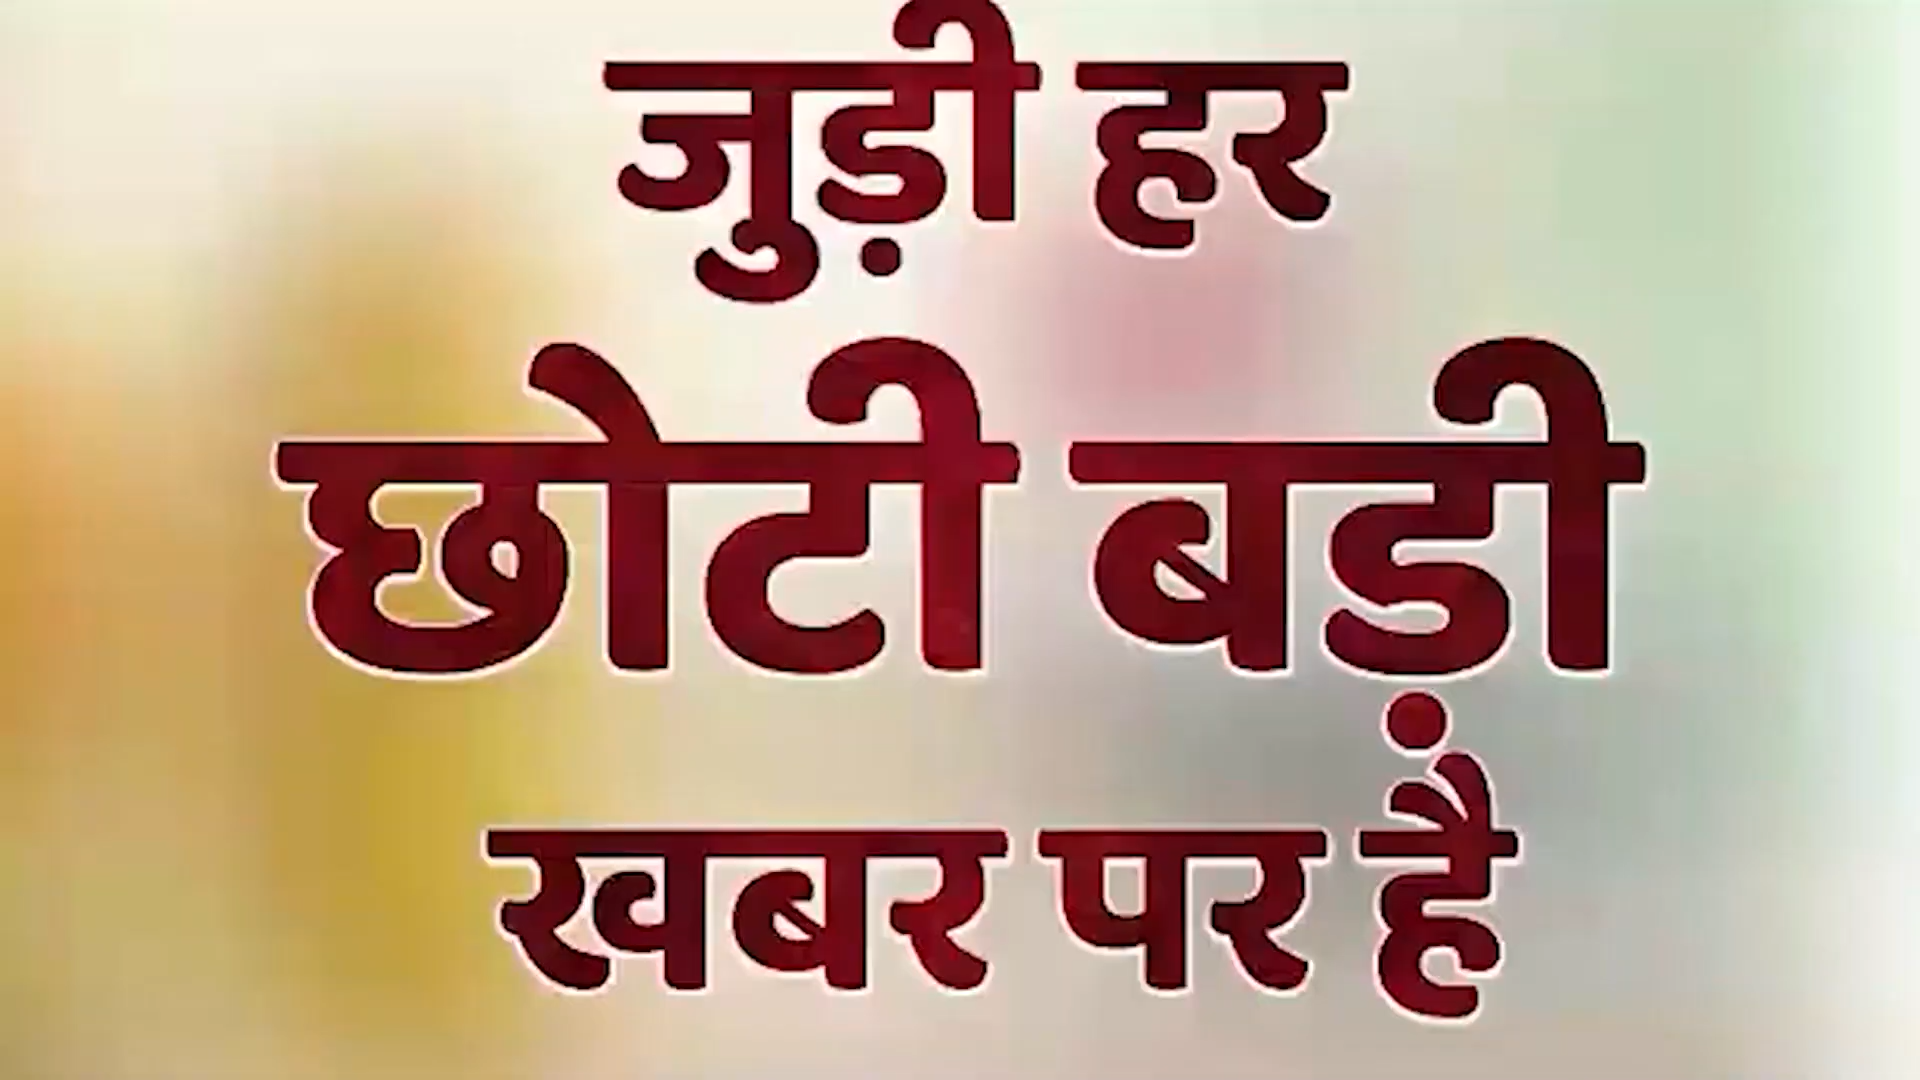 जुड़ी हर
छोटी बड़ी
खबर पर है